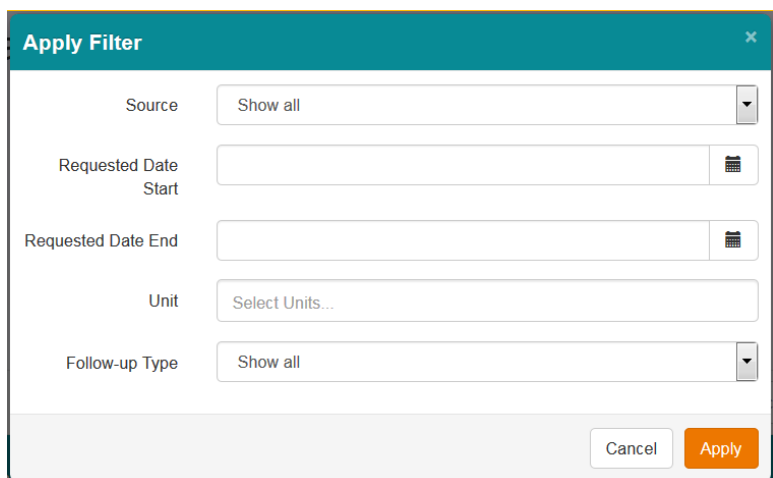 Apply Filter ×
Source Show all
Requested Date
Start
Requested Date End
Unit Select Units...
Follow-up Type Show all
Cancel Apply